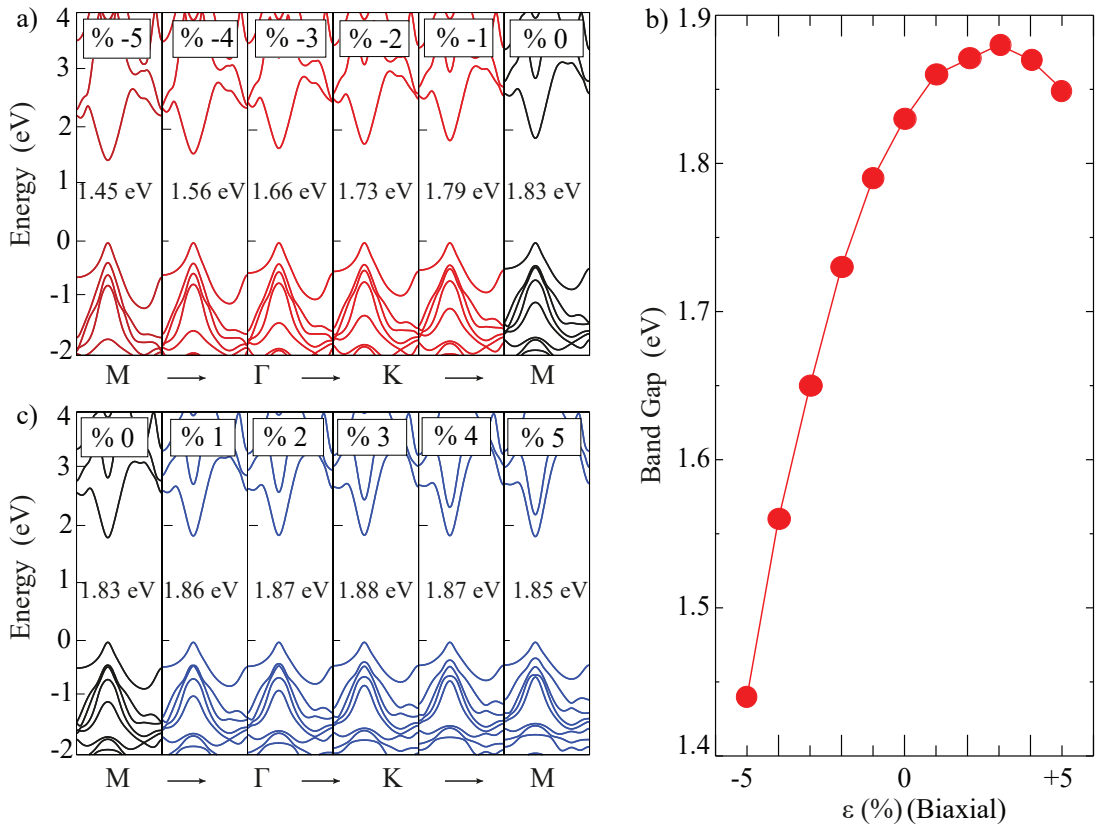 a)
% -5 % -4 % -3 % -2 % -1 % 0
4
3
2
1
0
-1
-2
Energy (eV)
1.45 eV 1.56 eV 1.66 eV 1.73 eV 1.79 eV 1.83 eV
M → Γ → K → M
b)
1.9
1.8
1.7
1.6
1.5
1.4
Band Gap (eV)
-5 0 +5
ε (%) (Biaxial)
c)
% 0 % 1 % 2 % 3 % 4 % 5
4
3
2
1
0
-1
-2
Energy (eV)
1.83 eV 1.86 eV 1.87 eV 1.88 eV 1.87 eV 1.85 eV
M → Γ → K → M